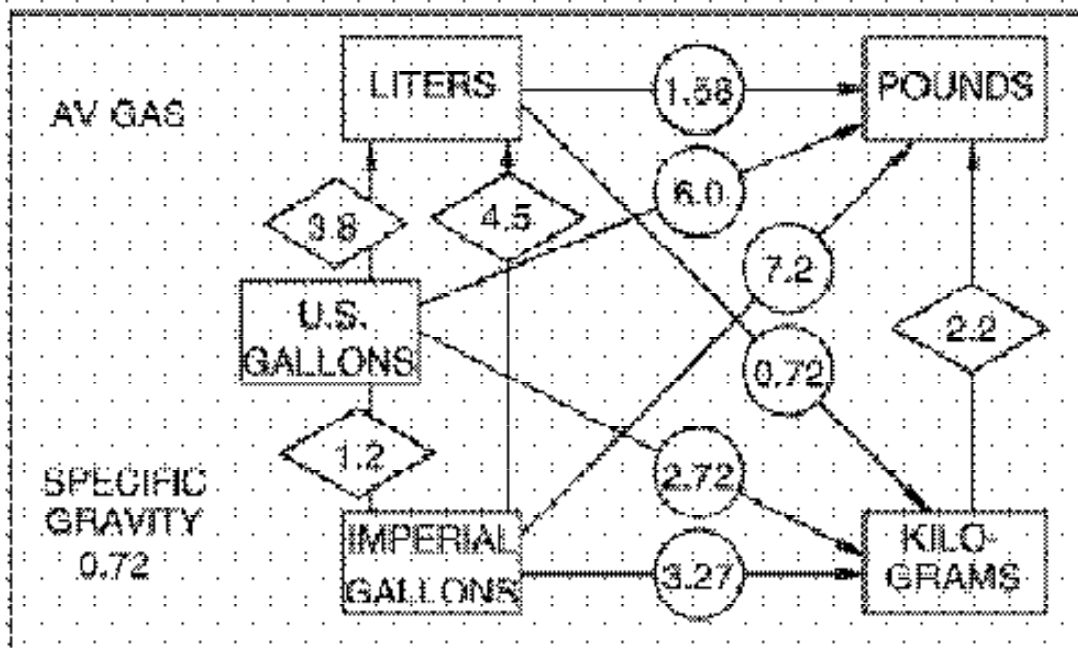 LITERS
1.58
POUNDS
AV GAS
6.0
3.8
4.5
7.2
U.S.
GALLONS
2.2
0.72
1.2
2.72
SPECIFIC
GRAVITY
0.72
IMPERIAL
GALLONS
3.27
KILO-
GRAMS